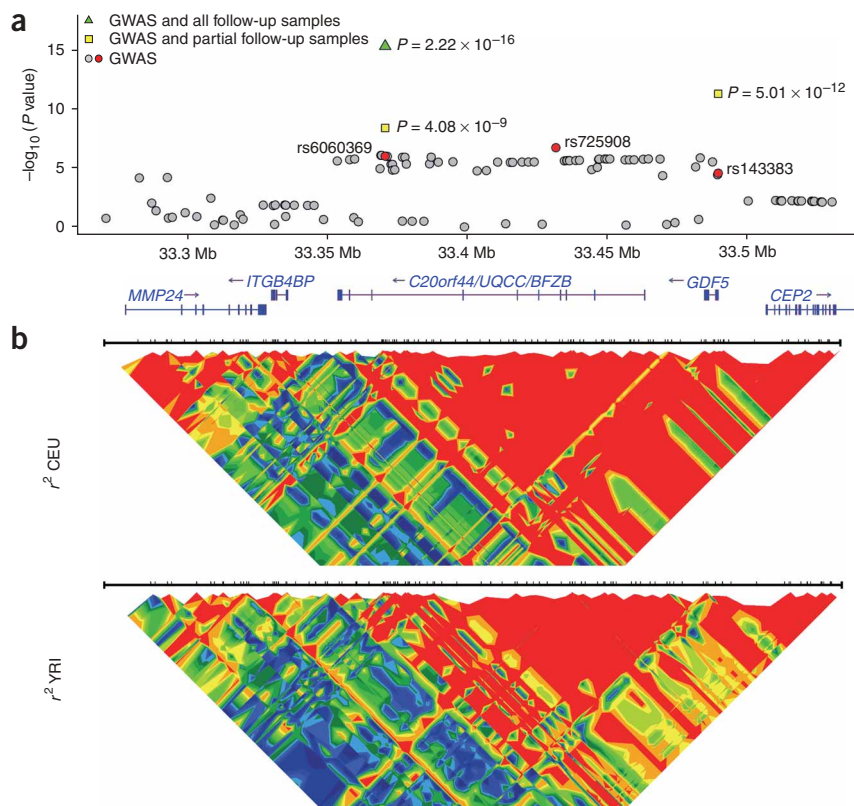 a
GWAS and all follow-up samples
GWAS and partial follow-up samples
GWAS
P = 2.22 × 10−16
P = 5.01 × 10−12
P = 4.08 × 10−9
rs6060369
rs725908
rs143383
−log10 (P value)
15
10
5
0
33.3 Mb 33.35 Mb 33.4 Mb 33.45 Mb 33.5 Mb
MMP24→ ←ITGB4BP ← C20orf44/UQCC/BFZB ←GDF5 CEP2 →
b
r2 CEU
r2 YRI